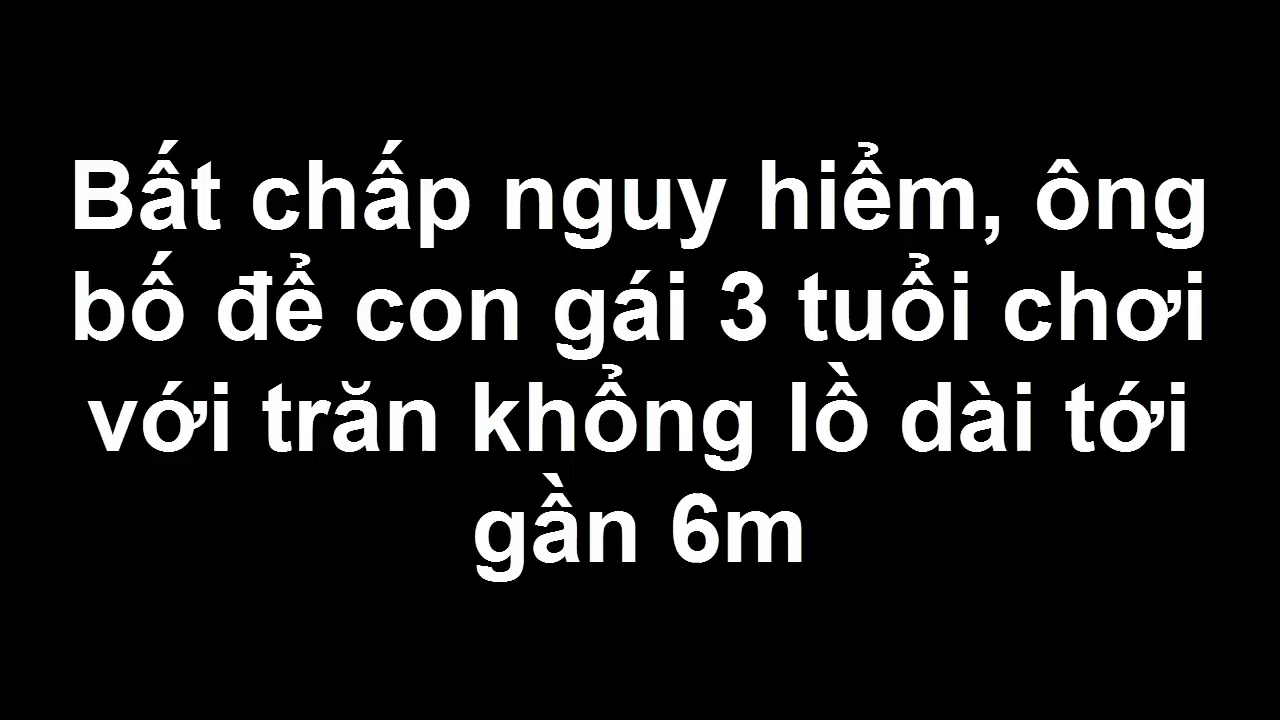 Bất chấp nguy hiểm, ông
bố để con gái 3 tuổi chơi
với trăn khổng lồ dài tới
gần 6m